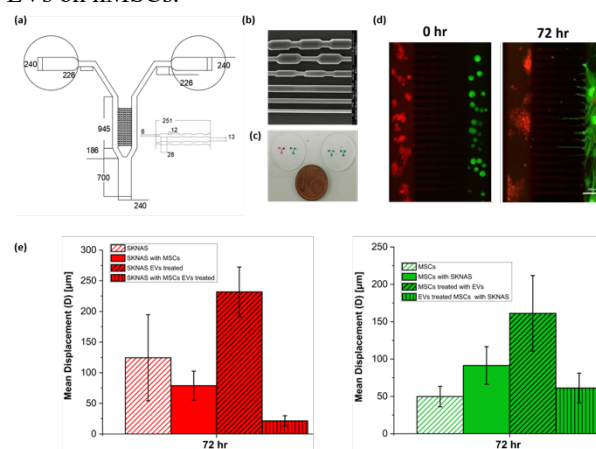 EVs on hMSCs.
(a)
240
226
240
226
945
186
700
240
251
6
12
13
28
(b)
(c)
(d)
0 hr
72 hr
(e)
Mean Displacement (D) [µm]
300
250
200
150
100
50
0
SKNAS
SKNAS with MSCs
SKNAS EVs treated
SKNAS with MSCs EVs treated
72 hr
Mean Displacement (D) [µm]
250
200
150
100
50
0
MSCs
MSCs with SKNAS
MSCs treated with EVs
EVs treated MSCs with SKNAS
72 hr